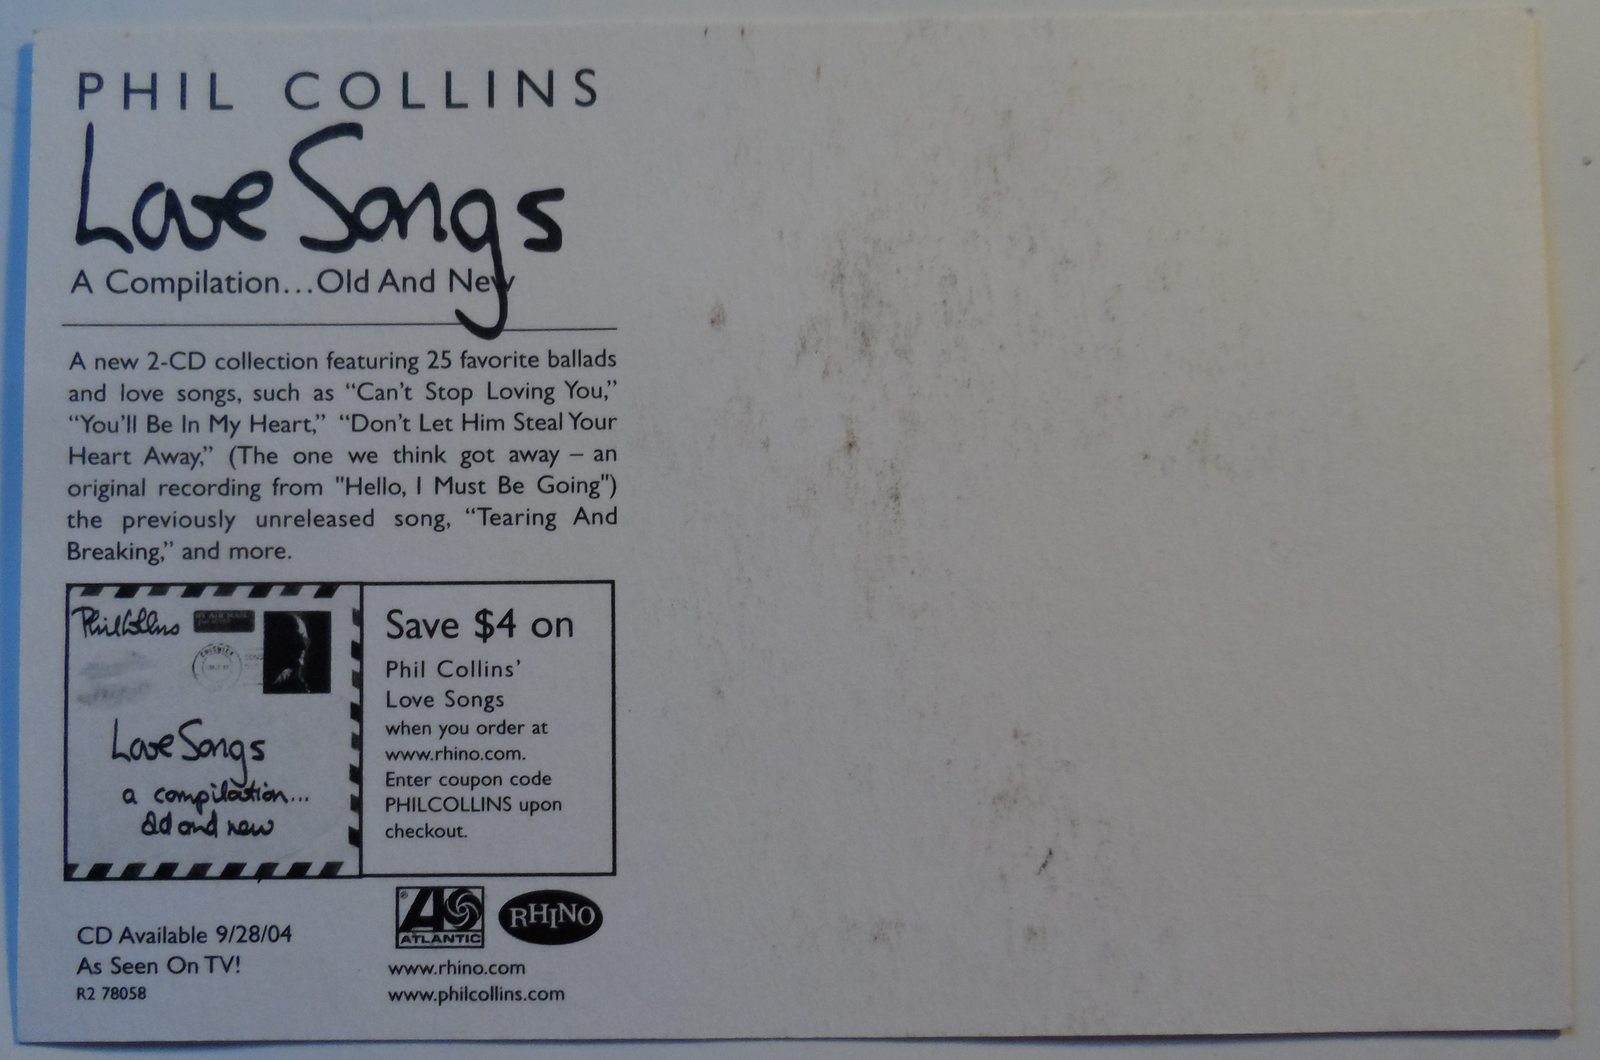 PHIL COLLINS
Love Songs
A Compilation...Old And New
A new 2-CD collection featuring 25 favorite ballads
and love songs, such as “Can’t Stop Loving You,”
“You’ll Be In My Heart,” “Don’t Let Him Steal Your
Heart Away,” (The one we think got away – an
original recording from "Hello, I Must Be Going")
the previously unreleased song, “Tearing And
Breaking,” and more.
Phil Collins
BY AIR MAIL
CHISWICK
Love Songs
a compilation...
old and new
Save $4 on
Phil Collins’
Love Songs
when you order at
www.rhino.com.
Enter coupon code
PHILCOLLINS upon
checkout.
CD Available 9/28/04
As Seen On TV!
R2 78058
®
ATLANTIC
RHINO
www.rhino.com
www.philcollins.com